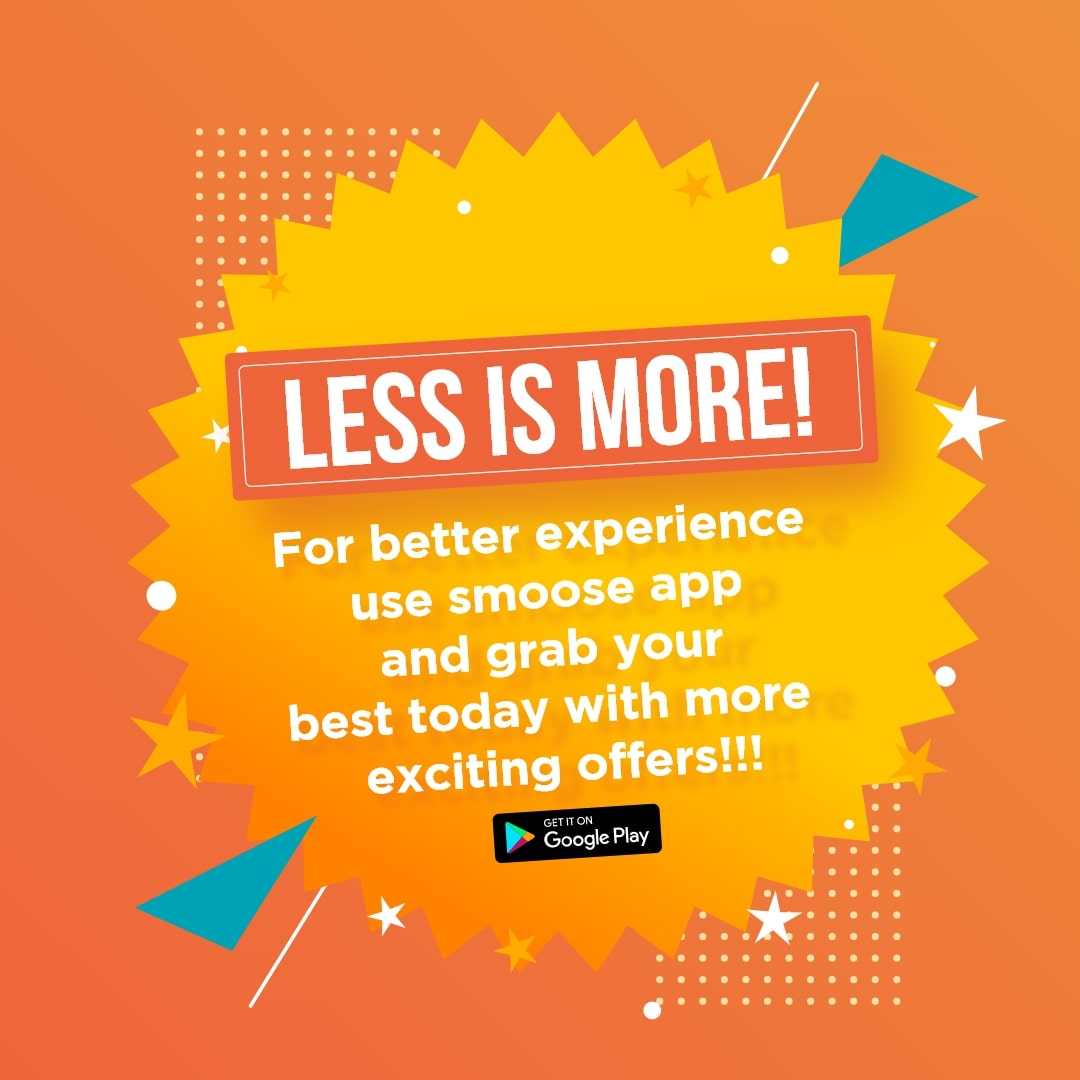 LESS IS MORE!
For better experience
use smoose app
and grab your
best today with more
exciting offers!!!
GET IT ON
Google Play